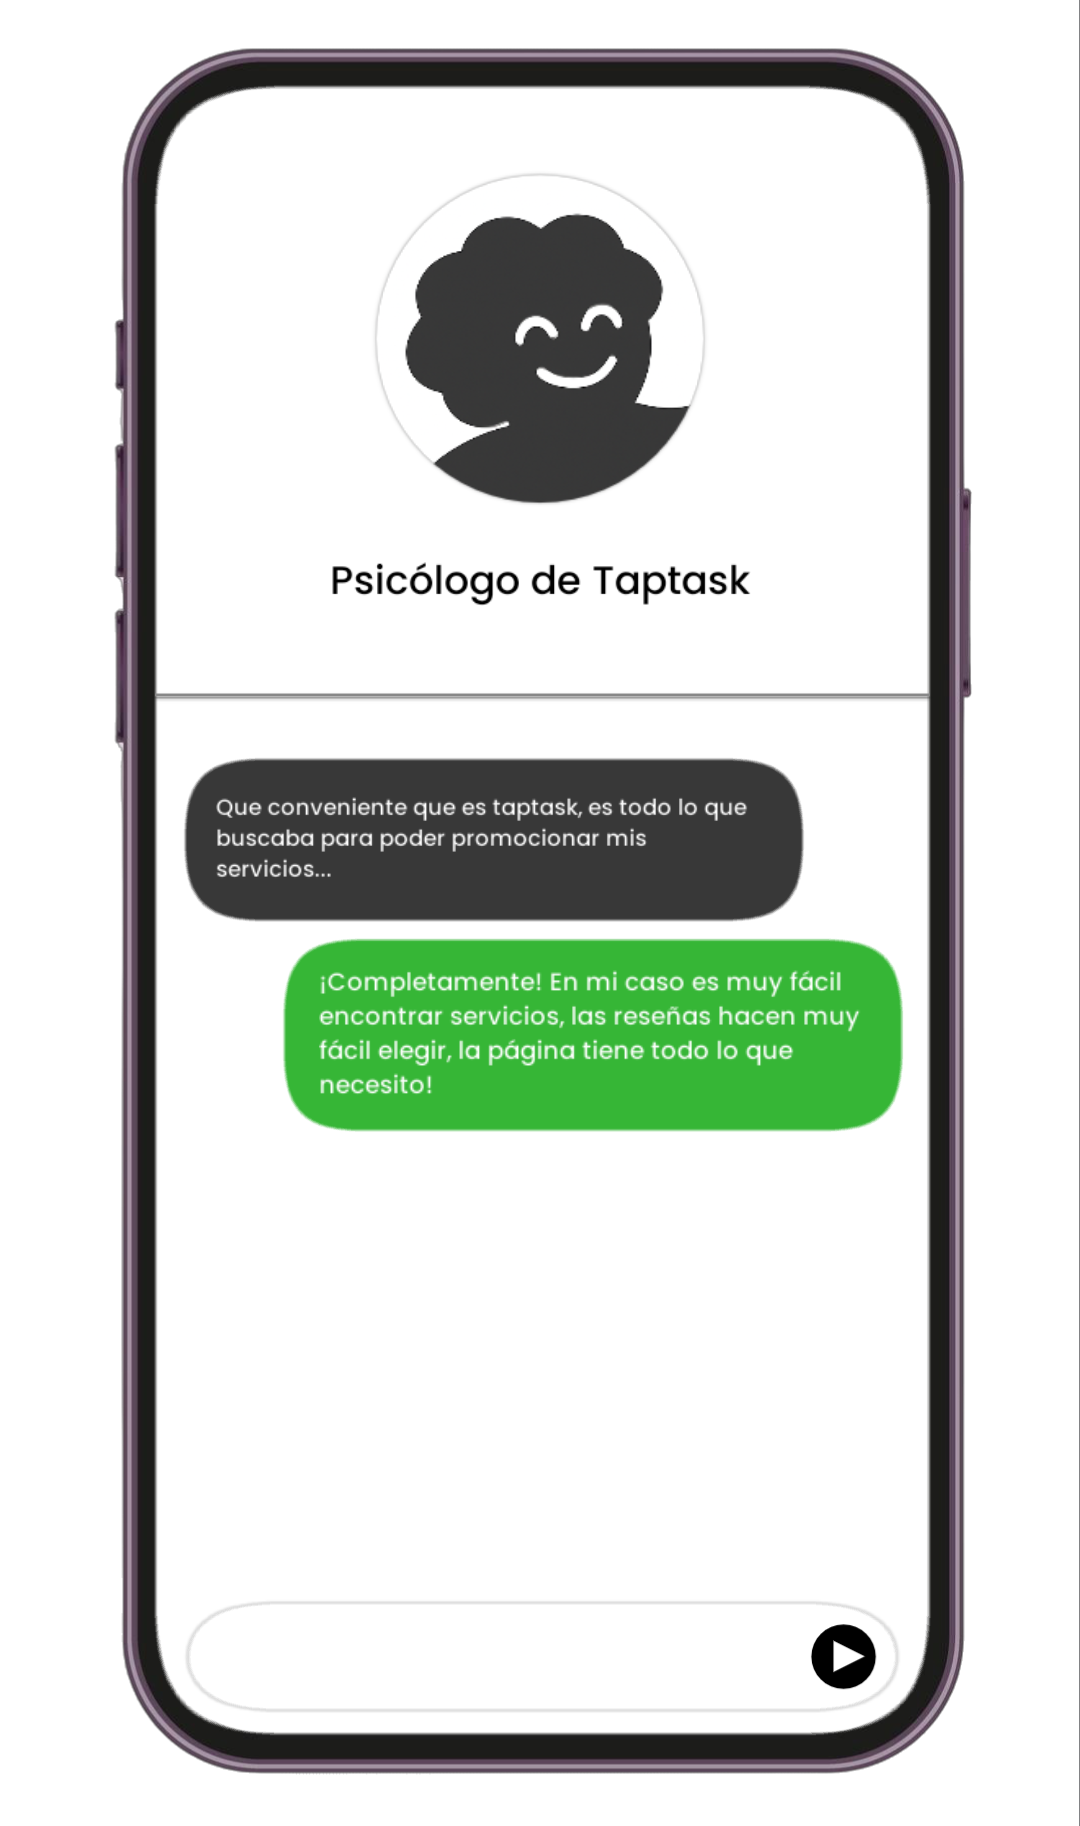 Psicólogo de Taptask
Que conveniente que es taptask, es todo lo que
buscaba para poder promocionar mis
servicios...
¡Completamente! En mi caso es muy fácil
encontrar servicios, las reseñas hacen muy
fácil elegir, la página tiene todo lo que
necesito!